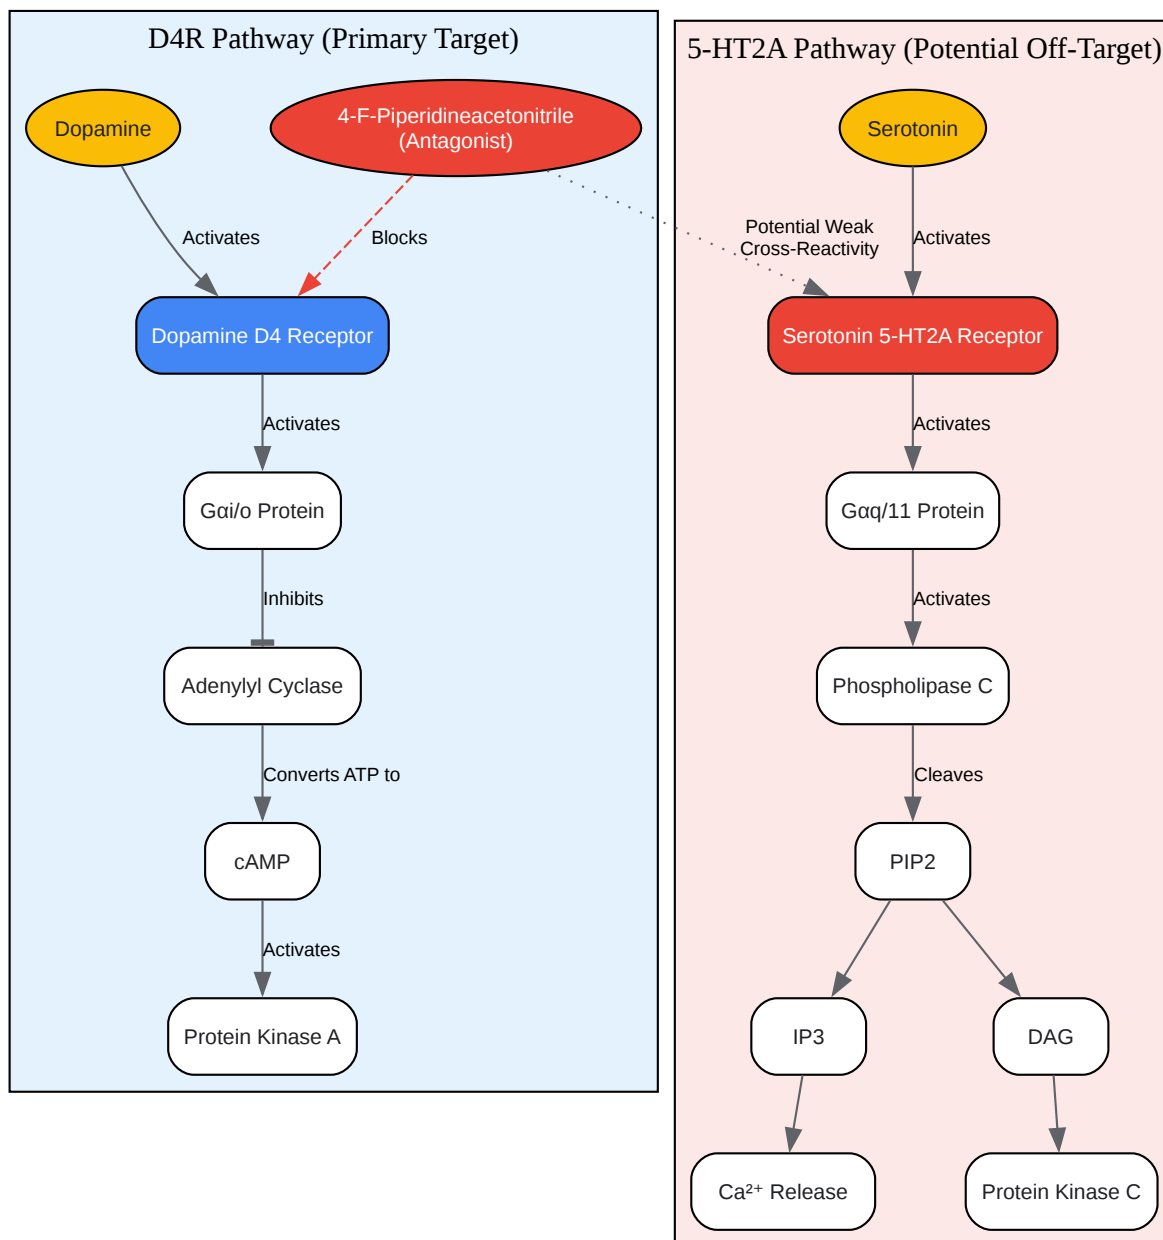 D4R Pathway (Primary Target)
Dopamine
4-F-Piperidineacetonitrile
(Antagonist)
Activates
Blocks
Dopamine D4 Receptor
Activates
Gαi/o Protein
Inhibits
Adenylyl Cyclase
Converts ATP to
cAMP
Activates
Protein Kinase A
5-HT2A Pathway (Potential Off-Target)
Serotonin
Potential Weak
Cross-Reactivity
Activates
Serotonin 5-HT2A Receptor
Activates
Gαq/11 Protein
Activates
Phospholipase C
Cleaves
PIP2
IP3
DAG
Ca²⁺ Release
Protein Kinase C